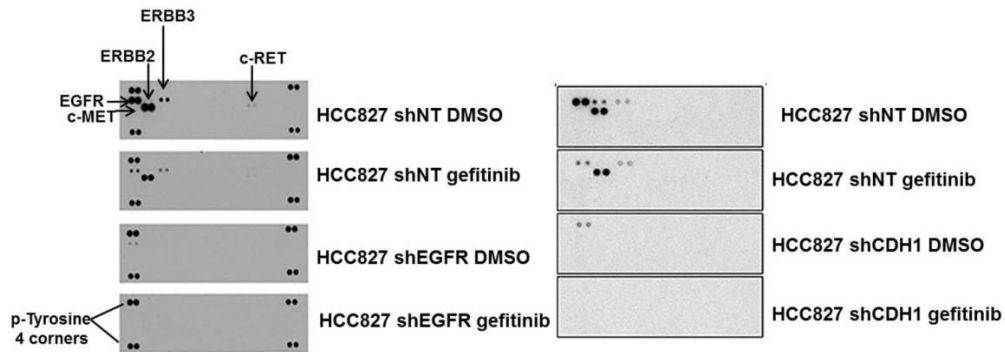 ERBB3
ERBB2
c-RET
EGFR
c-MET
HCC827 shNT DMSO
HCC827 shNT gefitinib
HCC827 shEGFR DMSO
p-Tyrosine
4 corners
HCC827 shEGFR gefitinib
HCC827 shNT DMSO
HCC827 shNT gefitinib
HCC827 shCDH1 DMSO
HCC827 shCDH1 gefitinib